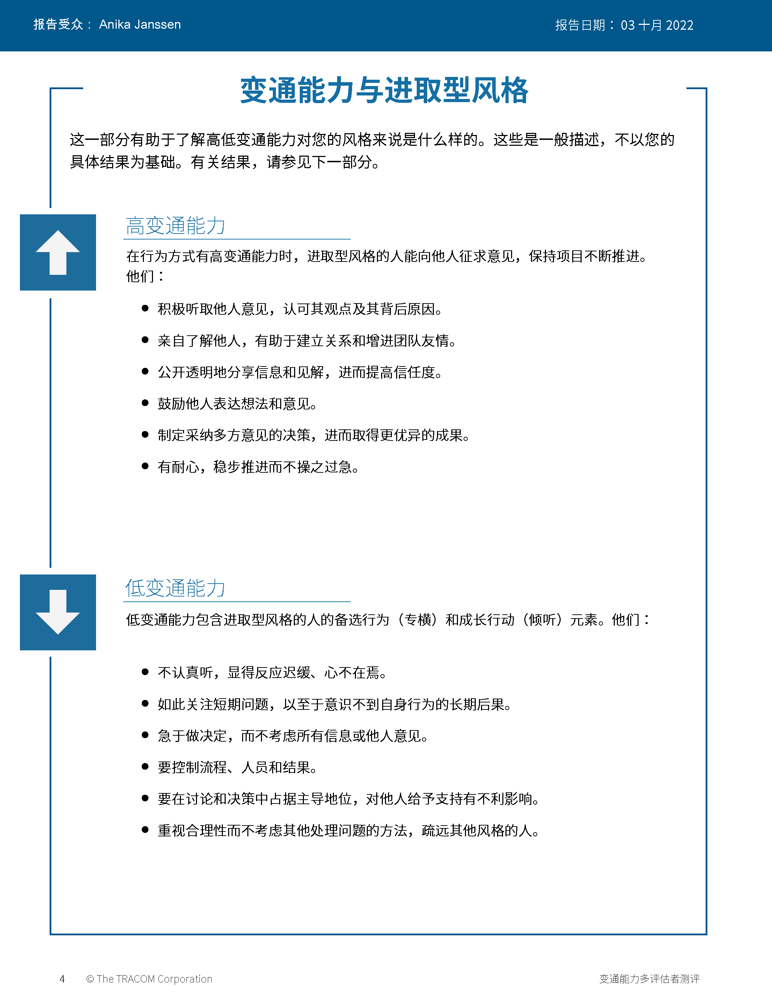 报告受众： Anika Janssen
报告日期： 03 十月 2022
变通能力与进取型风格
这一部分有助于了解高低变通能力对您的风格来说是什么样的。这些是一般描述，不以您的
具体结果为基础。有关结果，请参见下一部分。
高变通能力
在行为方式有高变通能力时，进取型风格的人能向他人征求意见，保持项目不断推进。
他们：
● 积极听取他人意见，认可其观点及其背后原因。
● 亲自了解他人，有助于建立关系和增进团队友情。
● 公开透明地分享信息和见解，进而提高信任度。
● 鼓励他人表达想法和意见。
● 制定采纳多方意见的决策，进而取得更优异的成果。
● 有耐心，稳步推进而不操之过急。
低变通能力
低变通能力包含进取型风格的人的备选行为（专横）和成长行动（倾听）元素。他们：
● 不认真听，显得反应迟缓、心不在焉。
● 如此关注短期问题，以至于意识不到自身行为的长期后果。
● 急于做决定，而不考虑所有信息或他人意见。
● 要控制流程、人员和结果。
● 要在讨论和决策中占据主导地位，对他人给予支持有不利影响。
● 重视合理性而不考虑其他处理问题的方法，疏远其他风格的人。
4 © The TRACOM Corporation
变通能力多评估者测评